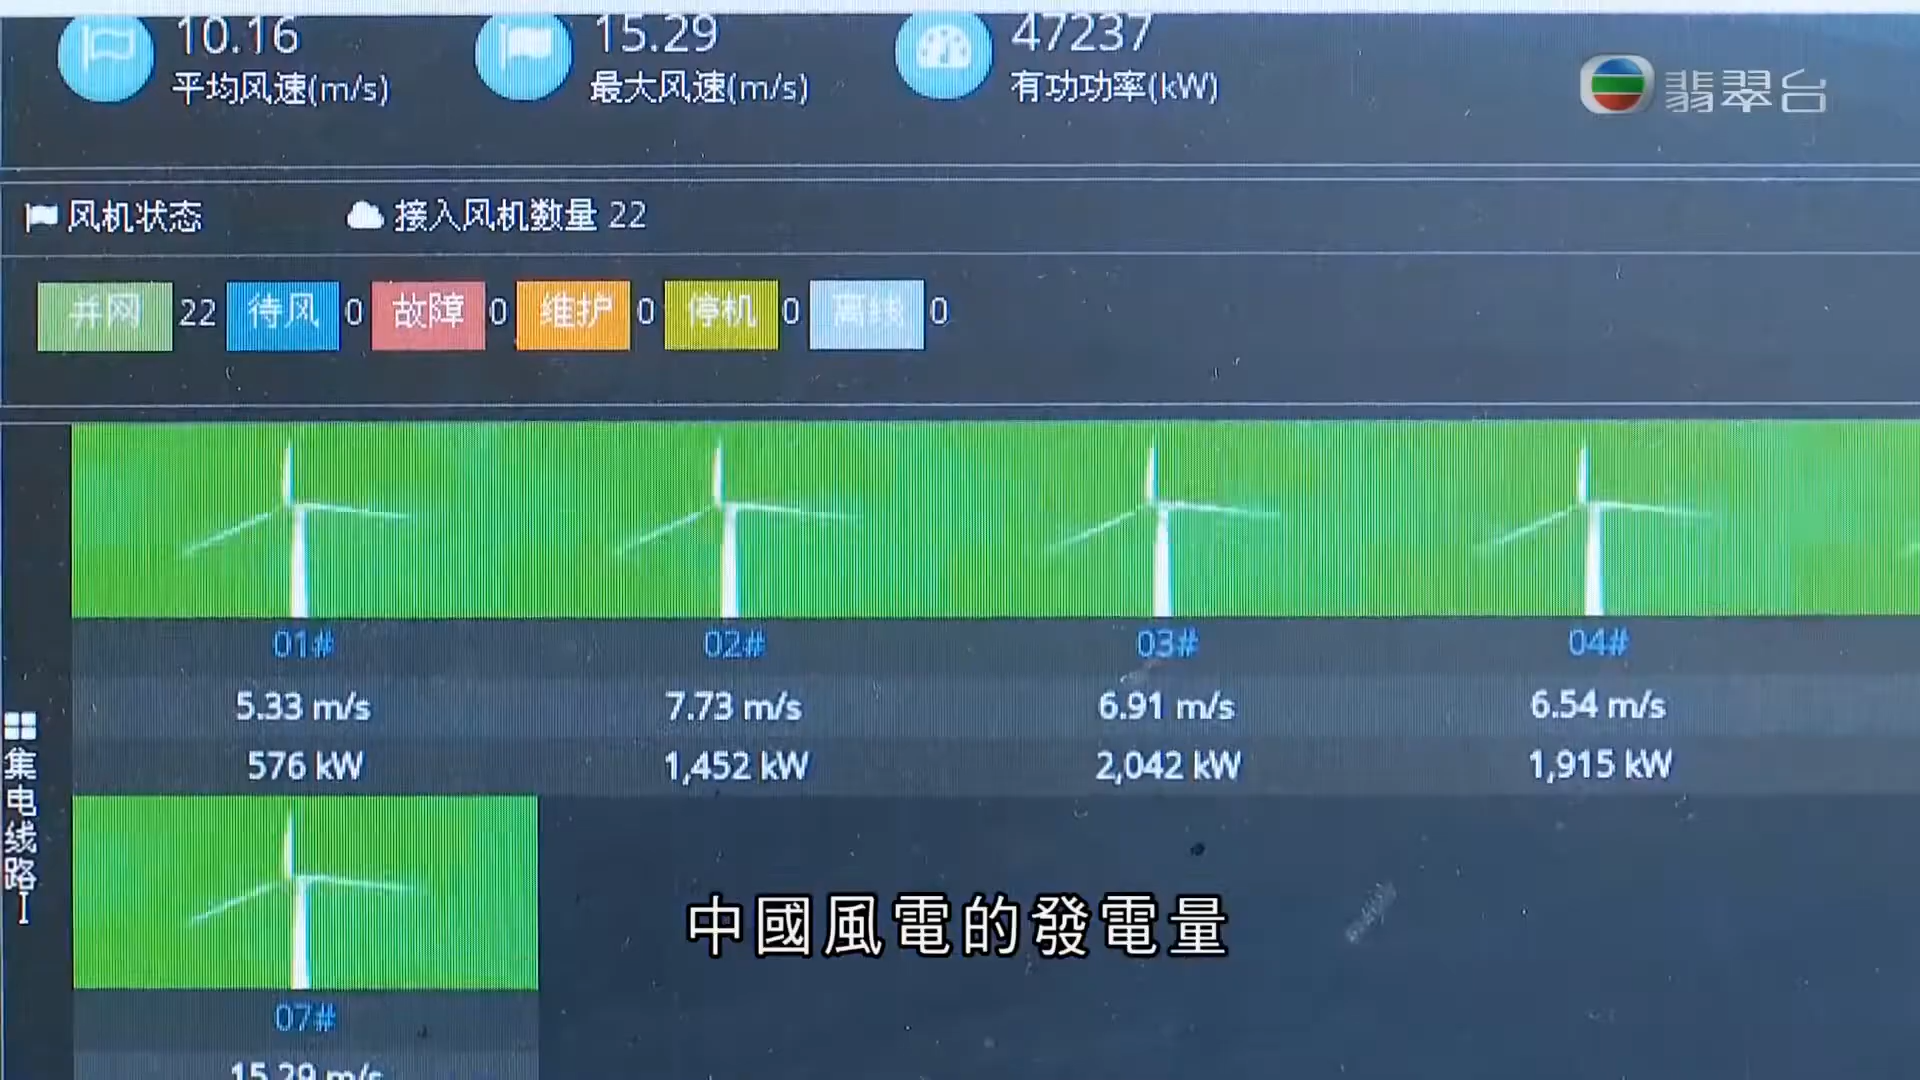 10.16
平均风速(m/s)
15.29
最大风速(m/s)
47237
有功功率(kW)
翡翠台
风机状态
接入风机数量 22
并网 22 待风 0 故障 0 维护 0 停机 0 离线 0
集电线路I
01# 02# 03# 04#
5.33 m/s 7.73 m/s 6.91 m/s 6.54 m/s
576 kW 1,452 kW 2,042 kW 1,915 kW
07#
15.29 m/s
中國風電的發電量